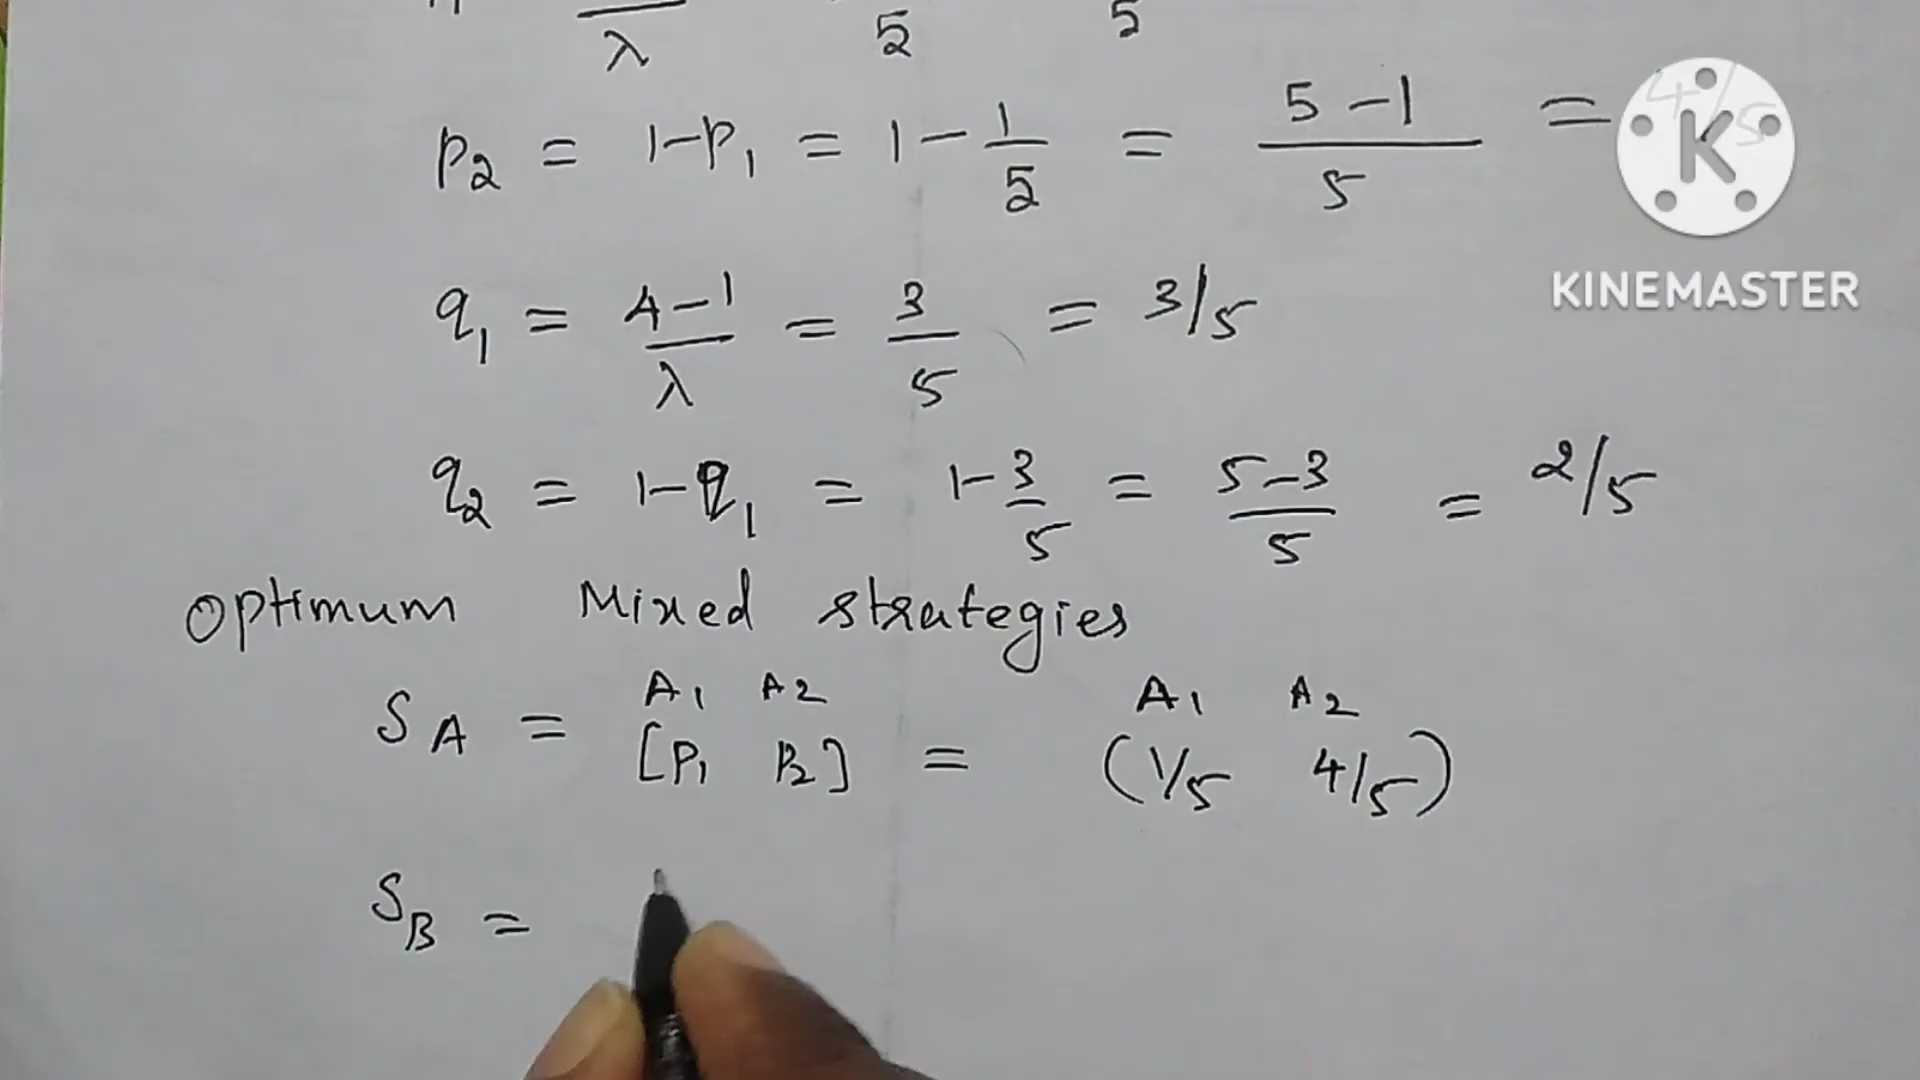 λ 5 5
p2 = 1-p1 = 1 - 1/5 = 5-1/5 = 4/5
KINEMASTER
q1 = 4-1/λ = 3/5 = 3/5
q2 = 1-q1 = 1-3/5 = 5-3/5 = 2/5
Optimum Mixed strategies
A1 A2 A1 A2
SA = [P1 P2] = (1/5 4/5)
SB =